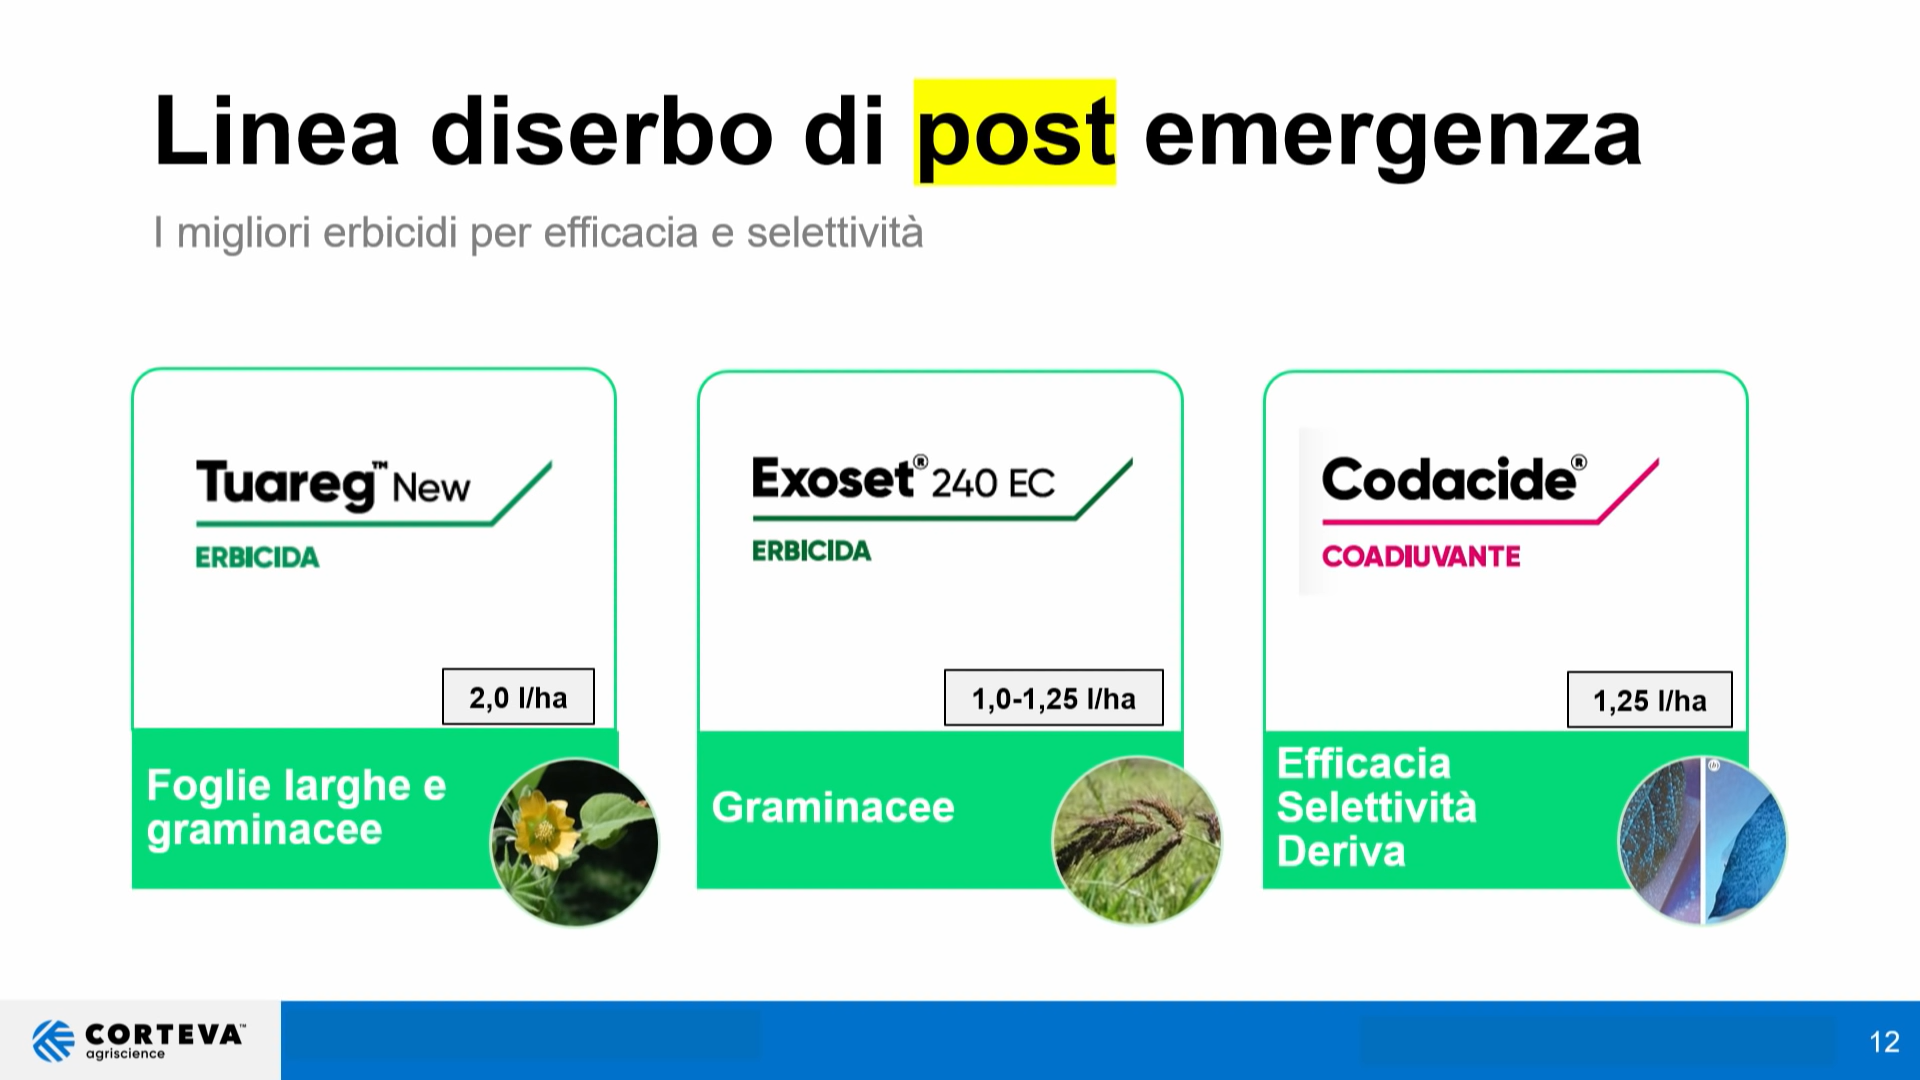 Linea diserbo di post emergenza
I migliori erbicidi per efficacia e selettività
Tuareg™ New
ERBICIDA
2,0 l/ha
Foglie larghe e
graminacee
Exoset® 240 EC
ERBICIDA
1,0-1,25 l/ha
Graminacee
Codacide®
COADIUVANTE
1,25 l/ha
Efficacia
Selettività
Deriva
CORTEVA™
agriscience
12